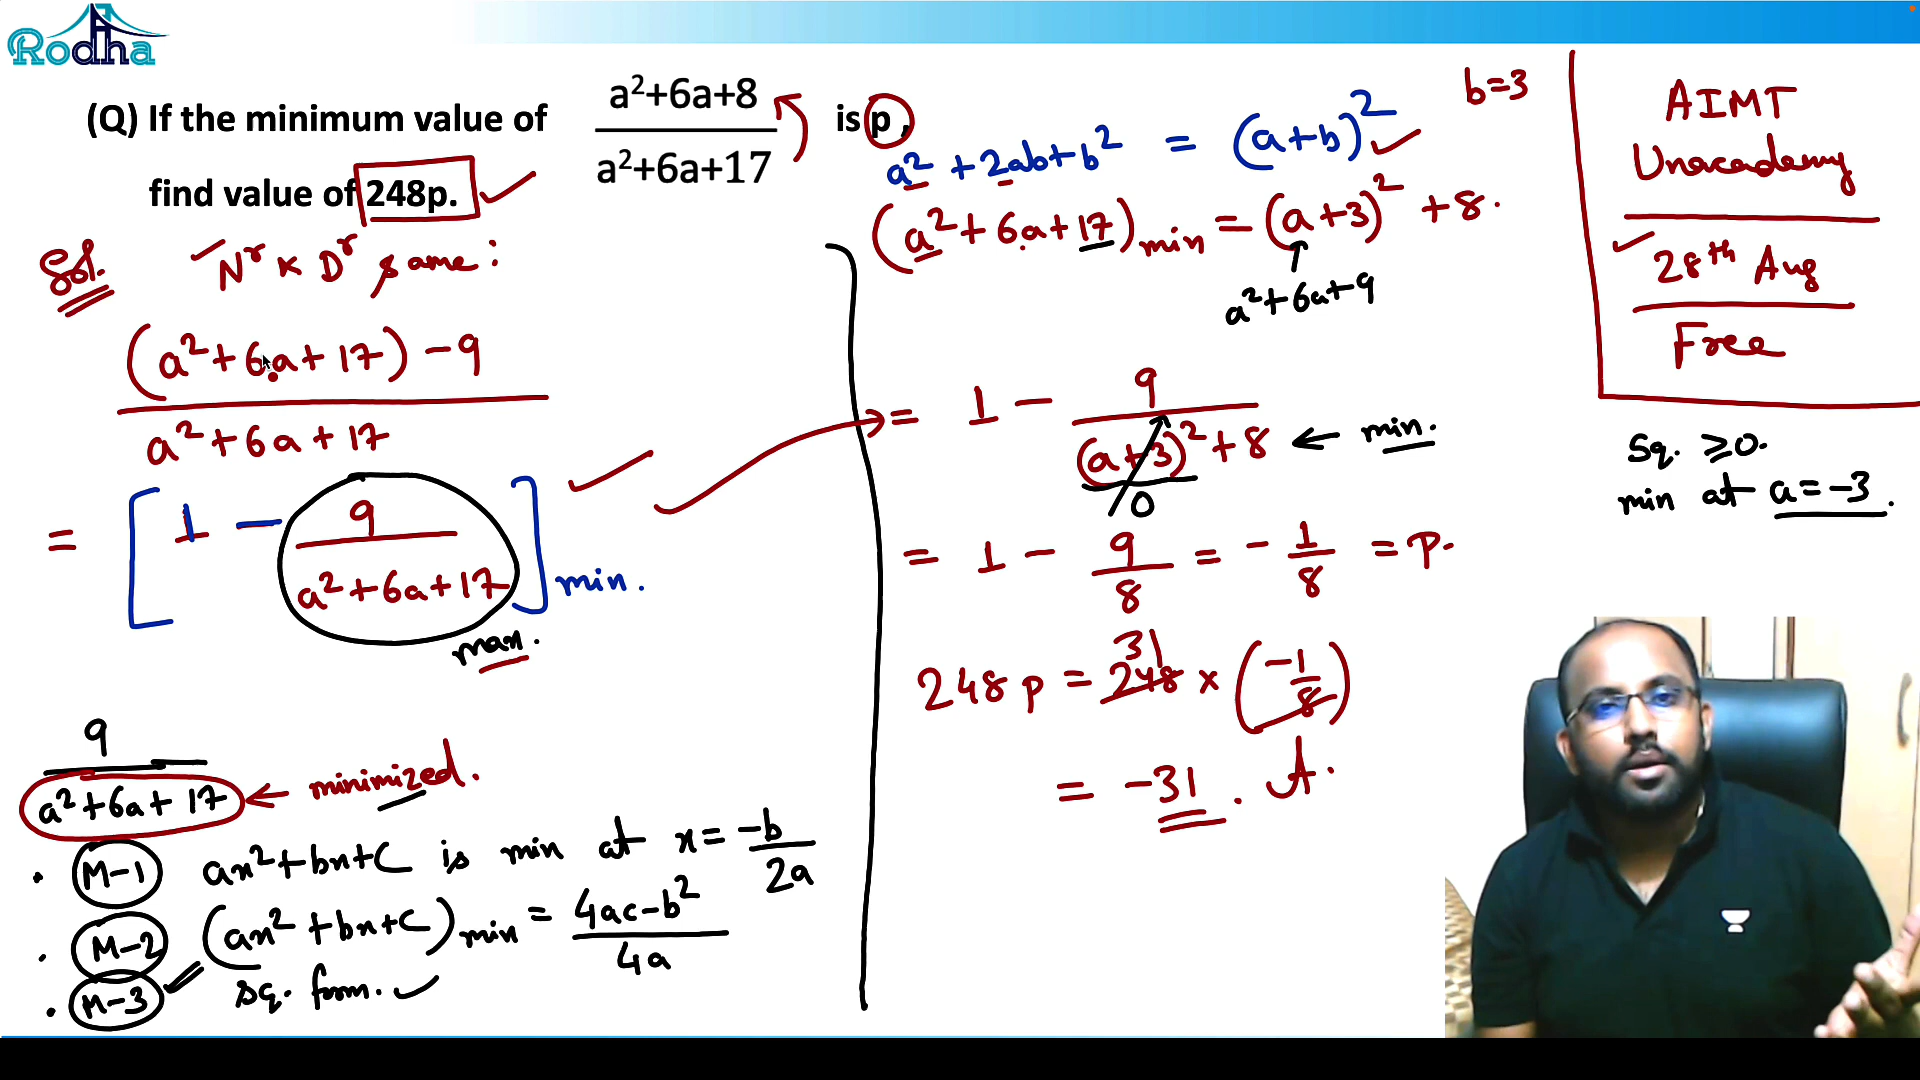 Rodha
(Q) If the minimum value of a²+6a+8 / a²+6a+17 is p,
find value of 248p.
Sol. Nʳ & Dʳ same:
(a²+6a+17) -9
a²+6a+17
= [1 - 9 / a²+6a+17] min.
max.
9
a²+6a+17 ← minimized.
· M-1 ax²+bx+c is min at x = -b/2a
· M-2 (ax²+bx+c)min = 4ac-b² / 4a
· M-3 sq. form.
b=3
a²+2ab+b² = (a+b)²
(a²+6a+17)min = (a+3)² +8.
a²+6a+9
= 1 - 9 / (a+3)²+8 ← min.
0
= 1 - 9/8 = -1/8 = P.
31
248p = 248 × (-1/8)
= -31. A.
AIMT
Unacademy
28th Aug
Free
Sq. ≥0.
min at a=-3.